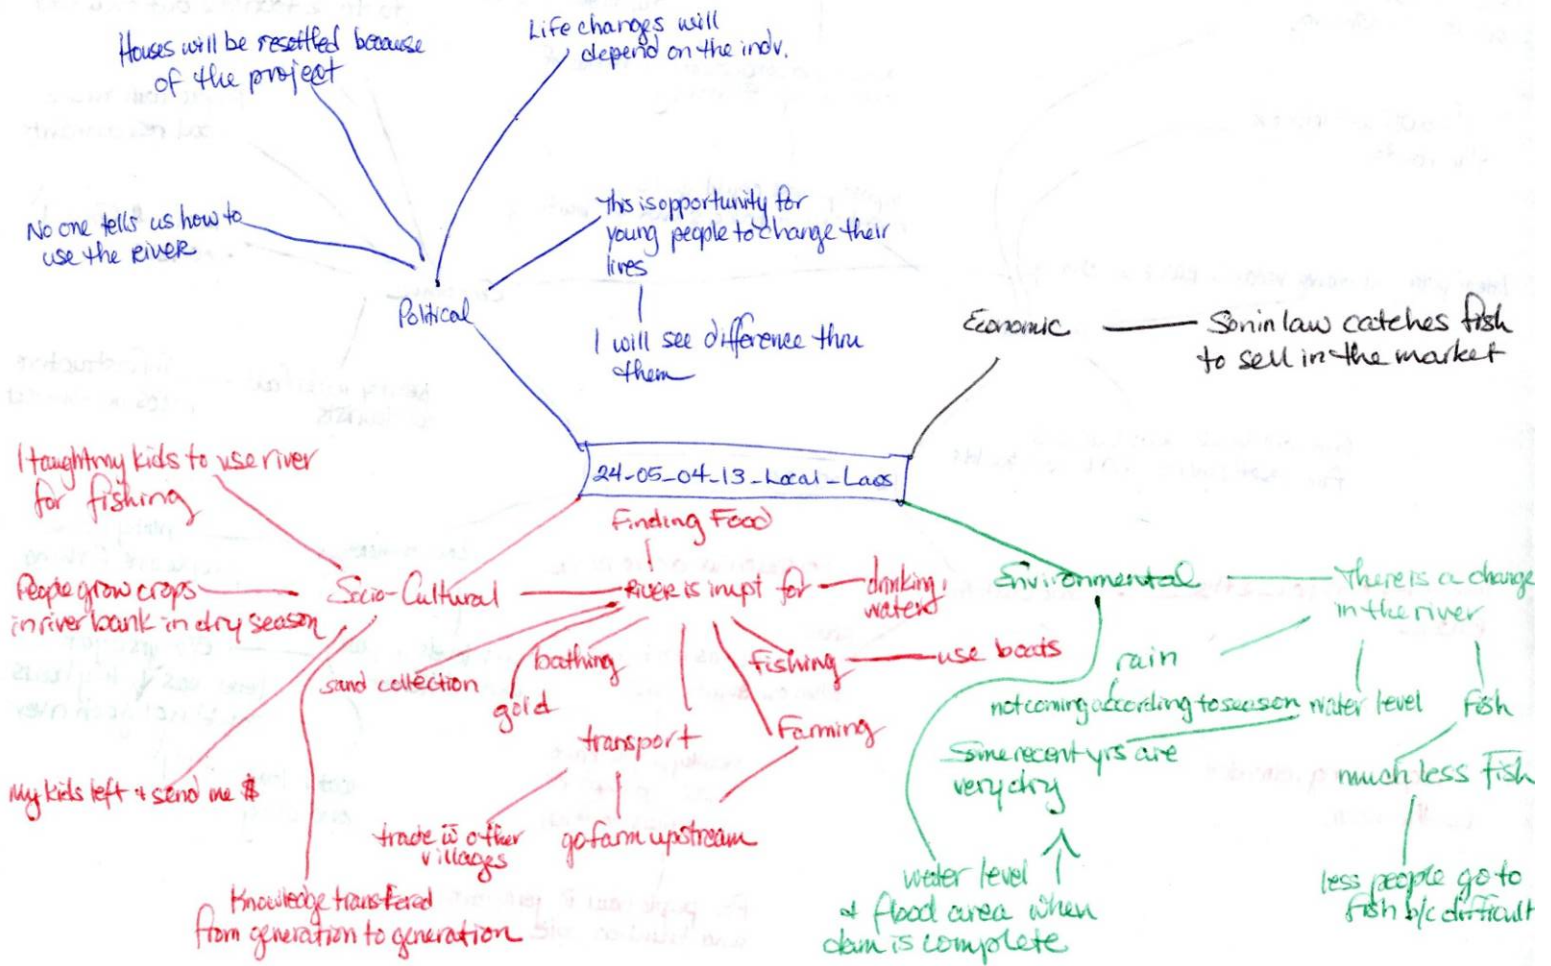 Houses will be resettled because
of the project
Life changes will
depend on the indv.
No one tells us how to
use the river
This is opportunity for
young people to change their
lives
I will see difference thru
them
Political
Economic
Son in law catches fish
to sell in the market
24-05-04-13_Local_Laos
I taught my kids to use river
for fishing
People grow crops
in river bank in dry season
Socio-Cultural
Finding Food
River is impt for
drinking
water
sand collection
gold
bathing
transport
fishing
use boats
Farming
trade w other
villages
go farm upstream
My kids left & send me $
Knowledge transfered
from generation to generation
Environmental
There is a change
in the river
rain
not coming according to season
Some recent yrs are
very dry
water level
Fish
much less fish
less people go to
fish b/c difficult
water level ↑
& flood area when
dam is complete